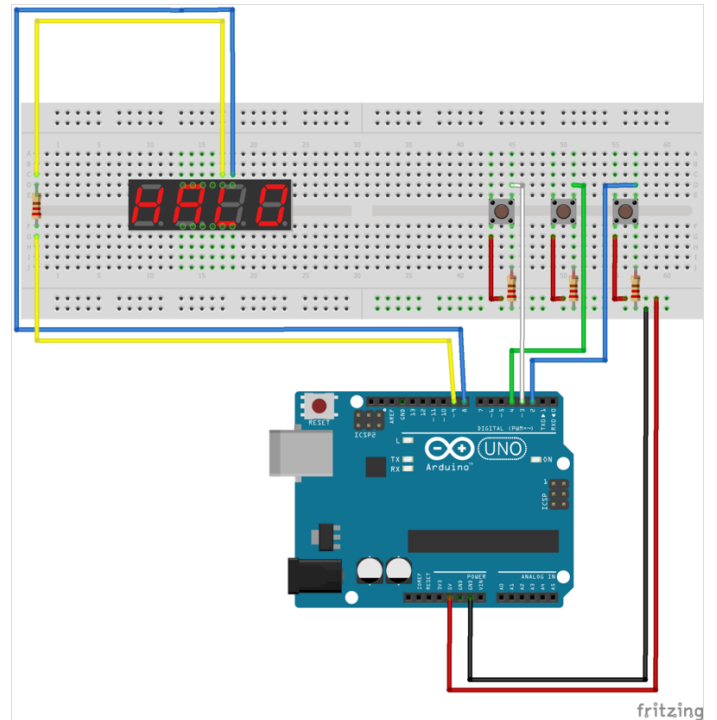 HALO
RESET
ICSP2
AREF
GND
13
12
~11
~10
~9
8
7
~6
~5
4
~3
2
TX▶1
RX◀0
DIGITAL (PWM=~)
L
TX
RX
UNO
ON
Arduino™
1
ICSP
POWER
ANALOG IN
IOREF
RESET
3V3
5V
GND
GND
VIN
A0
A1
A2
A3
A4
A5
fritzing